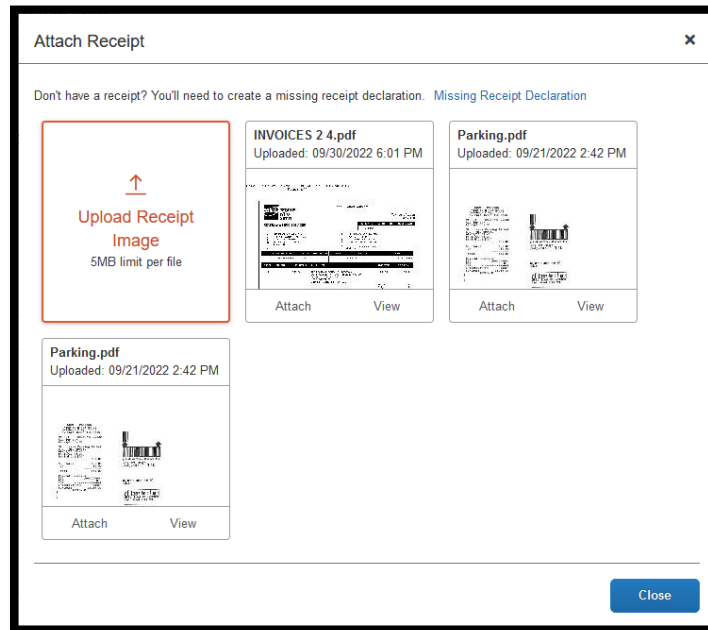 Attach Receipt
×
Don't have a receipt? You'll need to create a missing receipt declaration. Missing Receipt Declaration
Upload Receipt
Image
5MB limit per file
INVOICES 2 4.pdf
Uploaded: 09/30/2022 6:01 PM
Attach View
Parking.pdf
Uploaded: 09/21/2022 2:42 PM
Attach View
Parking.pdf
Uploaded: 09/21/2022 2:42 PM
Attach View
Close